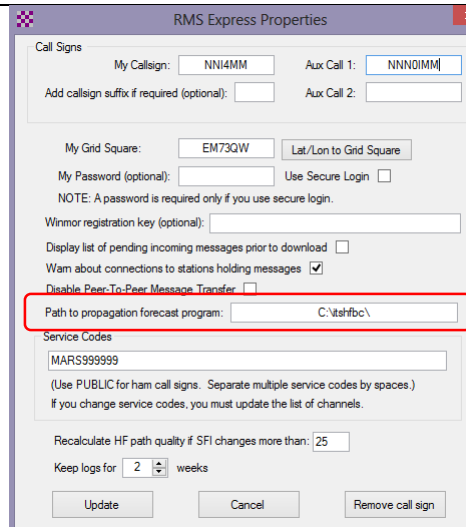 RMS Express Properties
Call Signs
My Callsign: NNI4MM Aux Call 1: NNN0IMM
Add callsign suffix if required (optional): Aux Call 2:
My Grid Square: EM73QW Lat/Lon to Grid Square
My Password (optional): Use Secure Login
NOTE: A password is required only if you use secure login.
Winmor registration key (optional):
Display list of pending incoming messages prior to download
Warn about connections to stations holding messages
Disable Peer-To-Peer Message Transfer
Path to propagation forecast program: C:\itshfbc\
Service Codes
MARS999999
(Use PUBLIC for ham call signs. Separate multiple service codes by spaces.)
If you change service codes, you must update the list of channels.
Recalculate HF path quality if SFI changes more than: 25
Keep logs for 2 weeks
Update Cancel Remove call sign